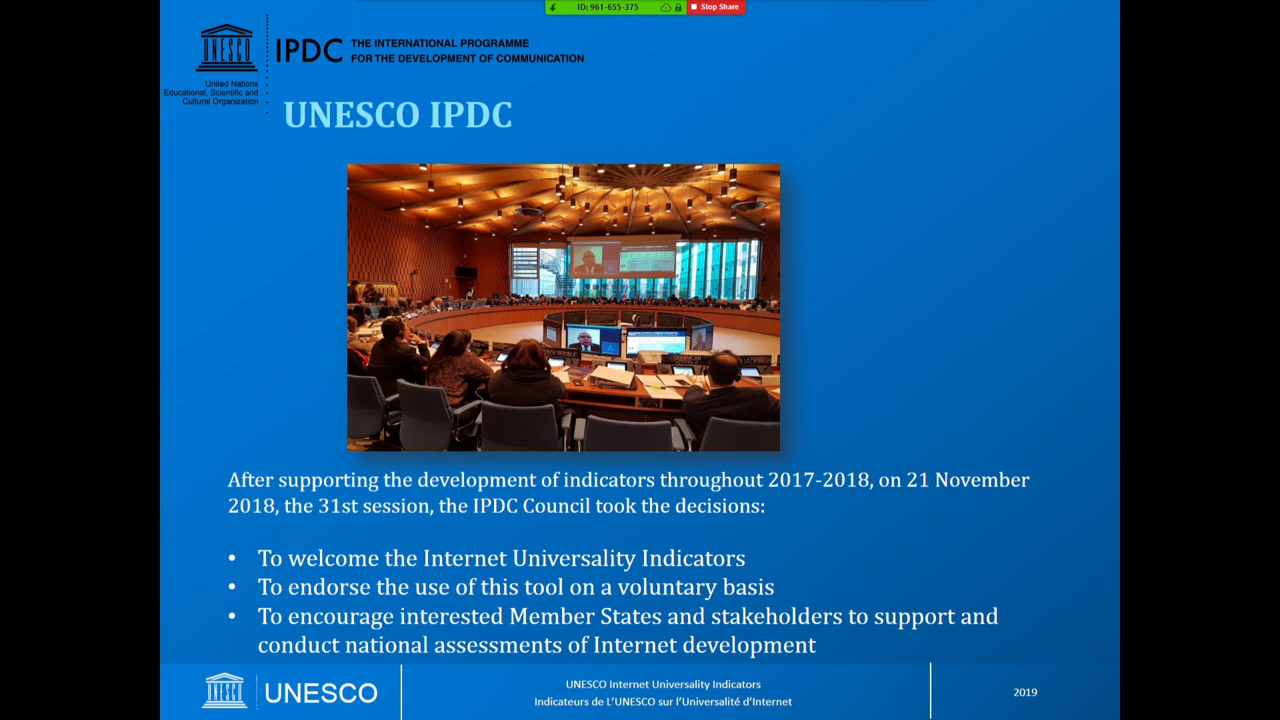 ID: 961-655-375
Stop Share
UNESCO
United Nations
Educational, Scientific and
Cultural Organization
IPDC
THE INTERNATIONAL PROGRAMME
FOR THE DEVELOPMENT OF COMMUNICATION
UNESCO IPDC
After supporting the development of indicators throughout 2017-2018, on 21 November
2018, the 31st session, the IPDC Council took the decisions:
• To welcome the Internet Universality Indicators
• To endorse the use of this tool on a voluntary basis
• To encourage interested Member States and stakeholders to support and
conduct national assessments of Internet development
UNESCO
UNESCO
UNESCO Internet Universality Indicators
Indicateurs de L’UNESCO sur l’Universalité d’Internet
2019